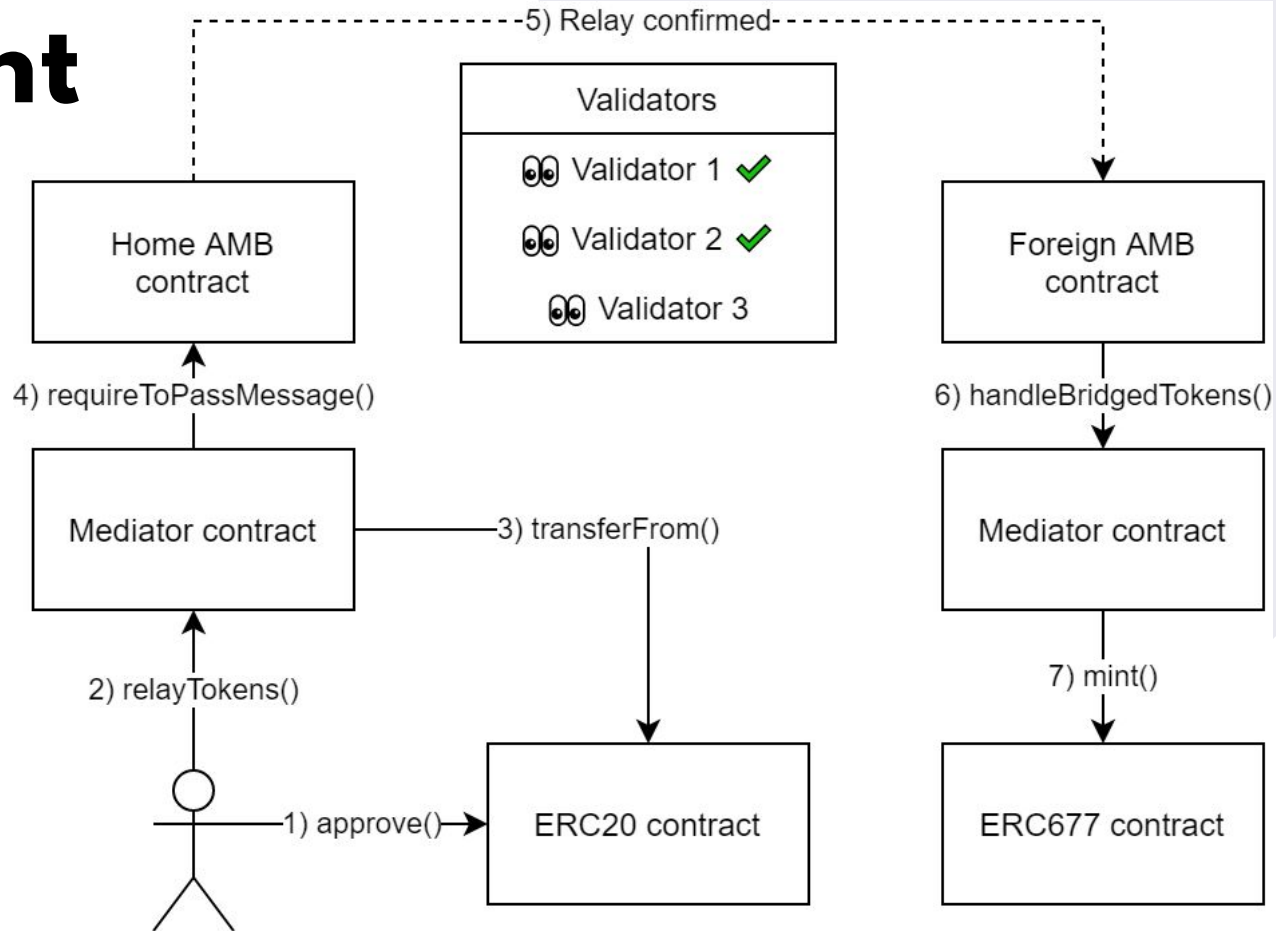 nt
5) Relay confirmed
Validators
Validator 1
Validator 2
Validator 3
Home AMB
contract
Foreign AMB
contract
4) requireToPassMessage()
6) handleBridgedTokens()
Mediator contract
3) transferFrom()
Mediator contract
2) relayTokens()
7) mint()
1) approve()
ERC20 contract
ERC677 contract